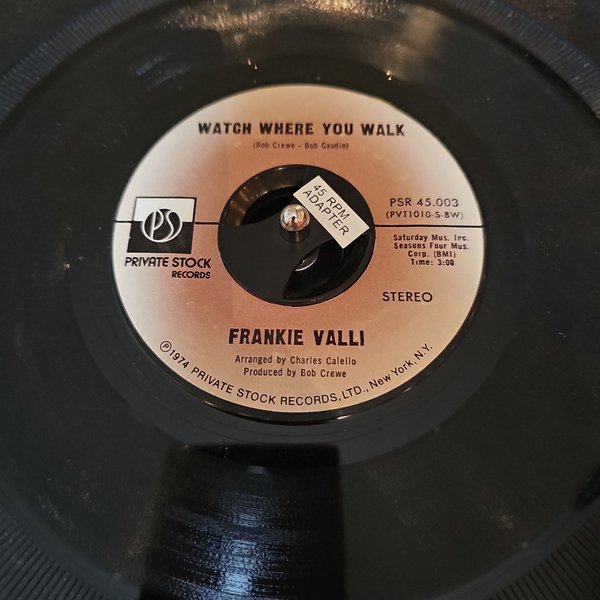 WATCH WHERE YOU WALK
(Bob Crewe - Bob Gaudio)
45 RPM
ADAPTER
PSR 45.003
(PVT1010-S-BW)
PS
PRIVATE STOCK
RECORDS
Saturday Mus. Inc.
Seasons Four Mus.
Corp. (BMI)
Time: 3:00
STEREO
FRANKIE VALLI
Arranged by Charles Calello
Produced by Bob Crewe
℗1974 PRIVATE STOCK RECORDS, LTD., New York, N.Y.